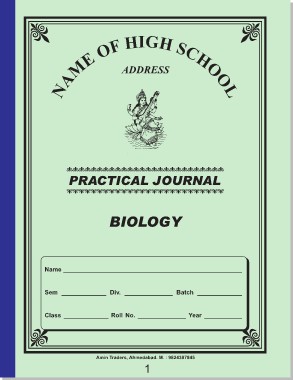 NAME OF HIGH SCHOOL
ADDRESS
PRACTICAL JOURNAL
BIOLOGY
Name
Sem Div. Batch
Class Roll No. Year
Amin Traders, Ahmedabad. M. : 9824387845
1